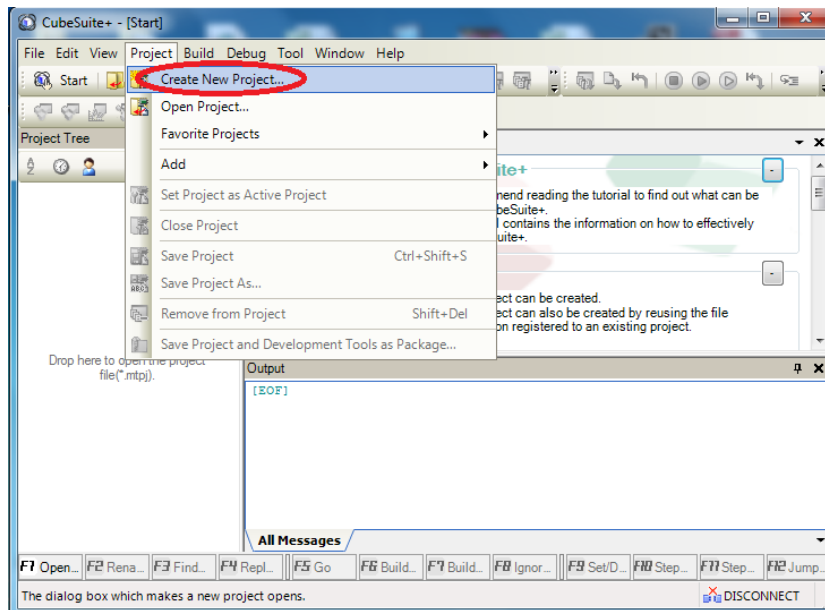 CubeSuite+ - [Start]
File Edit View Project Build Debug Tool Window Help
Start
Create New Project...
Open Project...
Favorite Projects
Add
Set Project as Active Project
Close Project
Save Project Ctrl+Shift+S
Save Project As...
Remove from Project Shift+Del
Save Project and Development Tools as Package...
Project Tree
ite+
mend reading the tutorial to find out what can be
beSuite+.
l contains the information on how to effectively
uite+.
ect can be created.
ect can also be created by reusing the file
on registered to an existing project.
Drop here to open the project
file(*.mtpj).
Output
[EOF]
All Messages
F1 Open... F2 Rena... F3 Find... F4 Repl... F5 Go F6 Build... F7 Build... F8 Ignor... F9 Set/D... F10 Step... F11 Step... F12 Jump...
The dialog box which makes a new project opens. DISCONNECT